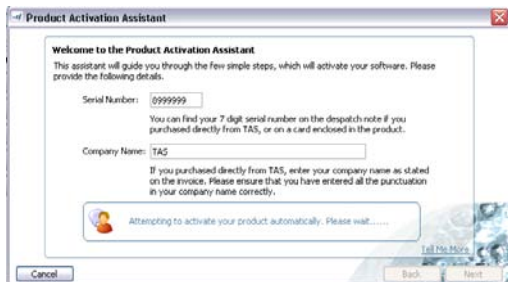 Product Activation Assistant
Welcome to the Product Activation Assistant
This assistant will guide you through the few simple steps, which will activate your software. Please
provide the following details.
Serial Number: 8999999
You can find your 7 digit serial number on the despatch note if you
purchased directly from TAS, or on a card enclosed in the product.
Company Name: TAS
If you purchased directly from TAS, enter your company name as stated
on the invoice. Please ensure that you have entered all the punctuation
in your company name correctly.
Attempting to activate your product automatically. Please wait.......
Tell Me More
Cancel Back Next